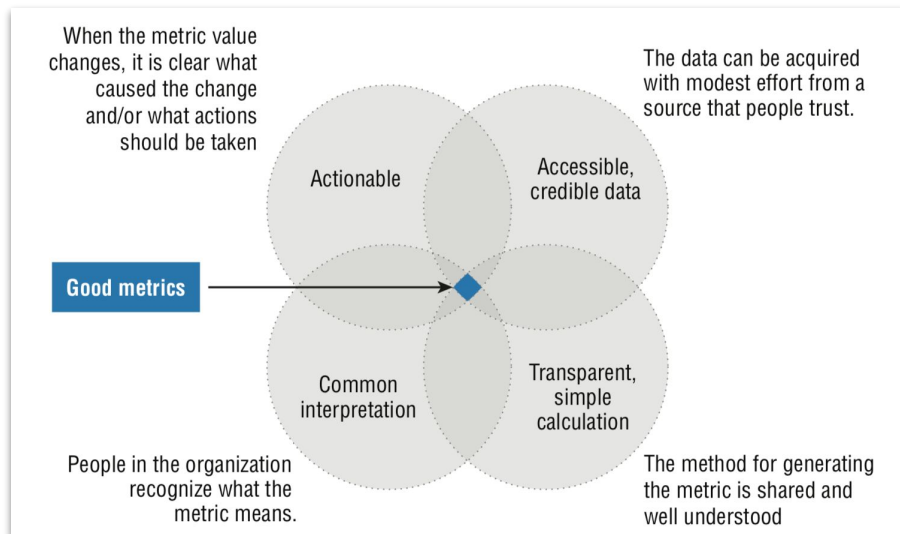 When the metric value
changes, it is clear what
caused the change
and/or what actions
should be taken
The data can be acquired
with modest effort from a
source that people trust.
Actionable
Accessible,
credible data
Good metrics
Common
interpretation
Transparent,
simple
calculation
People in the organization
recognize what the
metric means.
The method for generating
the metric is shared and
well understood